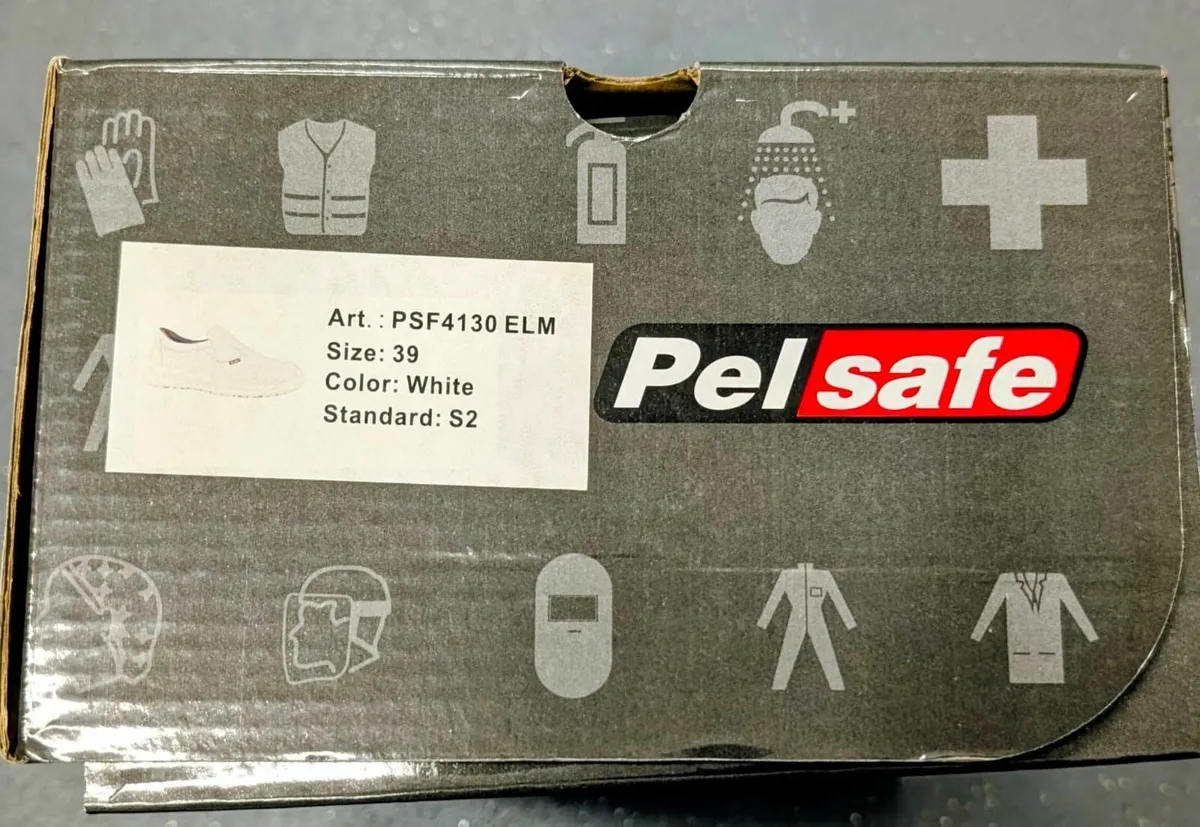 Art. : PSF4130 ELM
Size: 39
Color: White
Standard: S2
Pelsafe